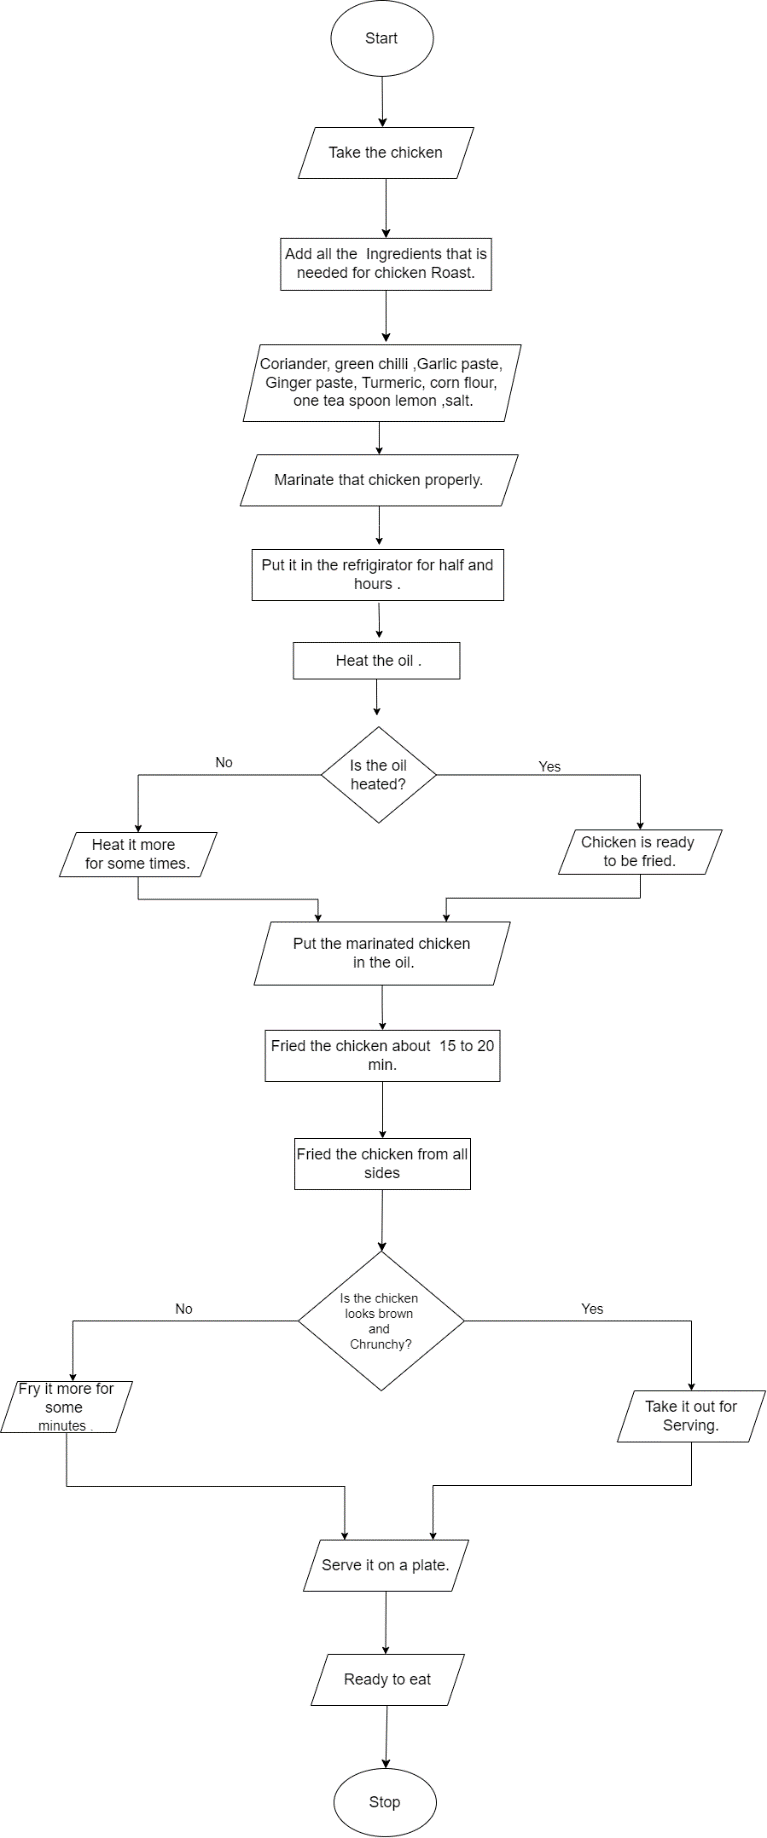 Start
Take the chicken
Add all the  Ingredients that is
needed for chicken Roast.
Coriander, green chilli ,Garlic paste,
Ginger paste, Turmeric, corn flour,
one tea spoon lemon ,salt.
Marinate that chicken properly.
Put it in the refrigirator for half and
hours .
Heat the oil .
Is the oil
heated?
No
Yes
Heat it more
for some times.
Chicken is ready
to be fried.
Put the marinated chicken
in the oil.
Fried the chicken about  15 to 20
min.
Fried the chicken from all
sides
Is the chicken
looks brown
and
Chrunchy?
No
Yes
Fry it more for
some
minutes .
Take it out for
Serving.
Serve it on a plate.
Ready to eat
Stop